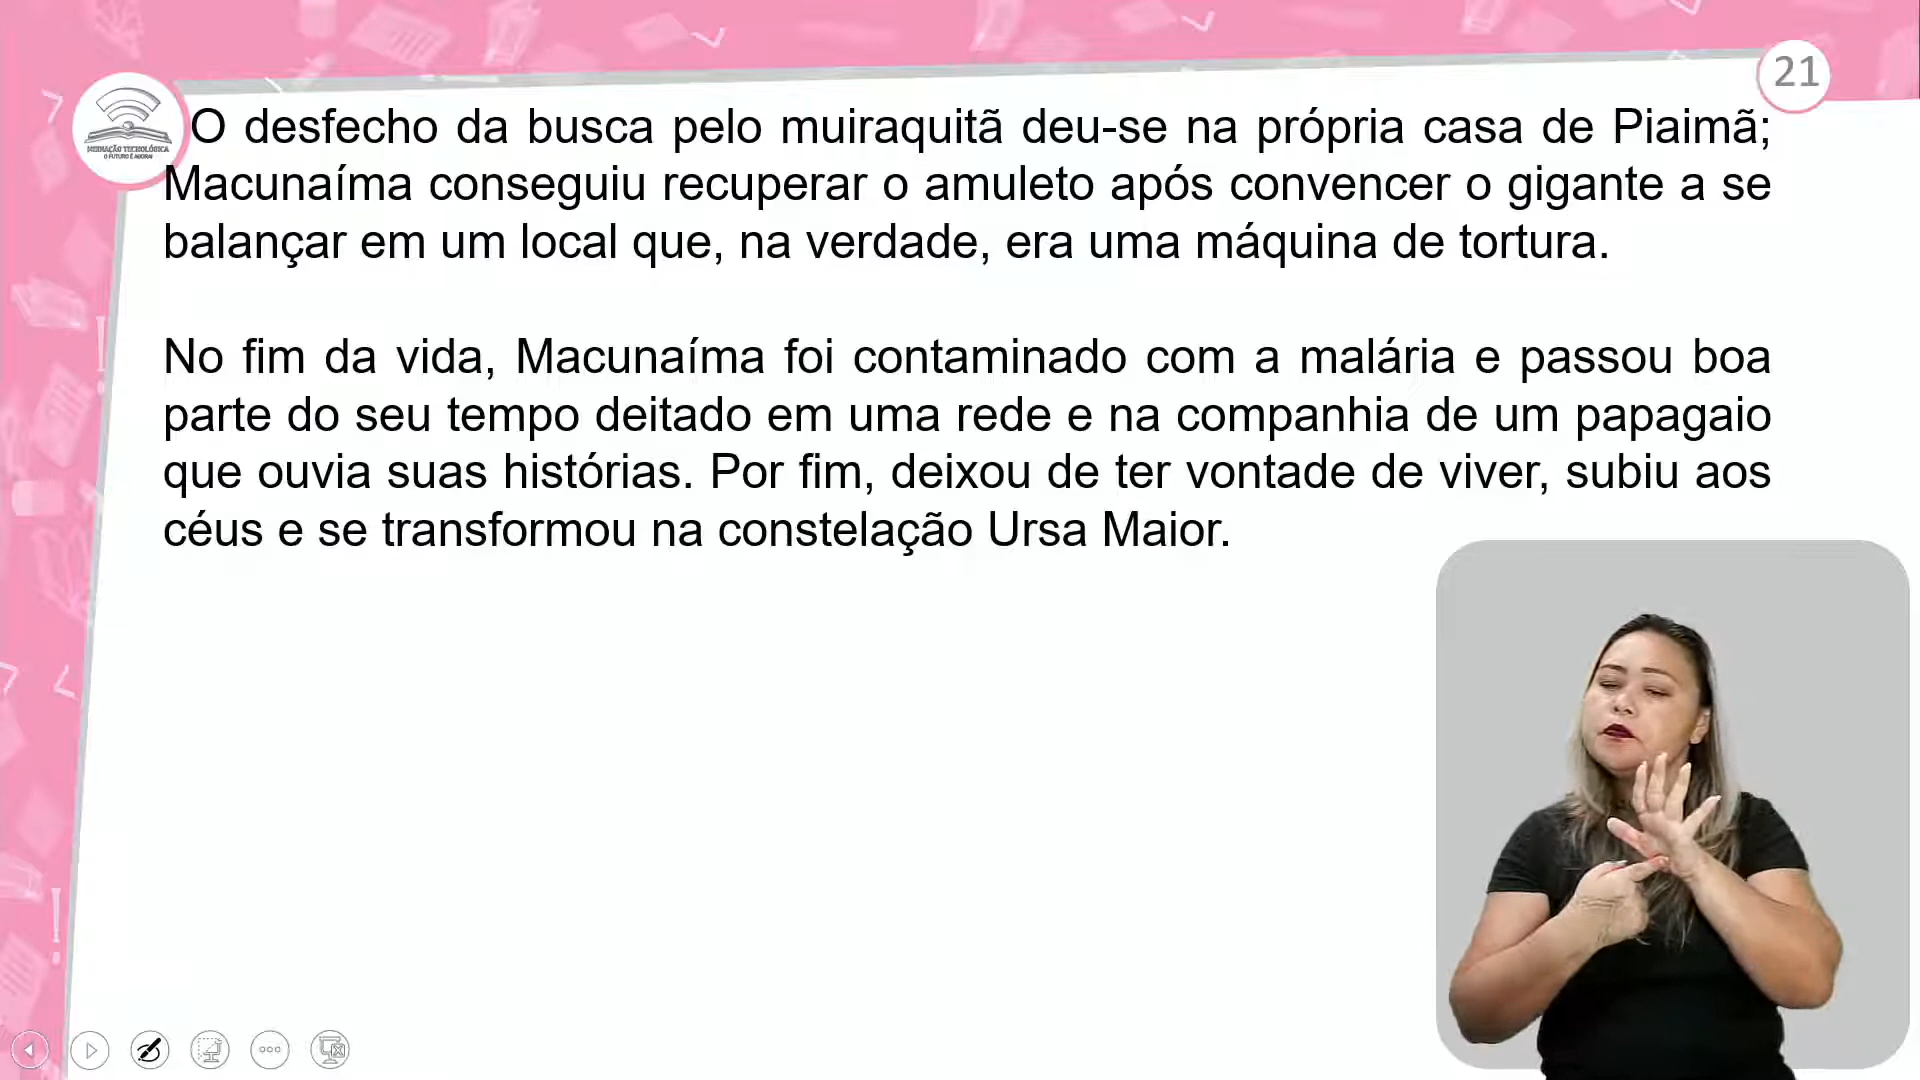 21
MEDIAÇÃO TECNOLÓGICA
O FUTURO É AGORA!
O desfecho da busca pelo muiraquitã deu-se na própria casa de Piaimã;
Macunaíma conseguiu recuperar o amuleto após convencer o gigante a se
balançar em um local que, na verdade, era uma máquina de tortura.
No fim da vida, Macunaíma foi contaminado com a malária e passou boa
parte do seu tempo deitado em uma rede e na companhia de um papagaio
que ouvia suas histórias. Por fim, deixou de ter vontade de viver, subiu aos
céus e se transformou na constelação Ursa Maior.